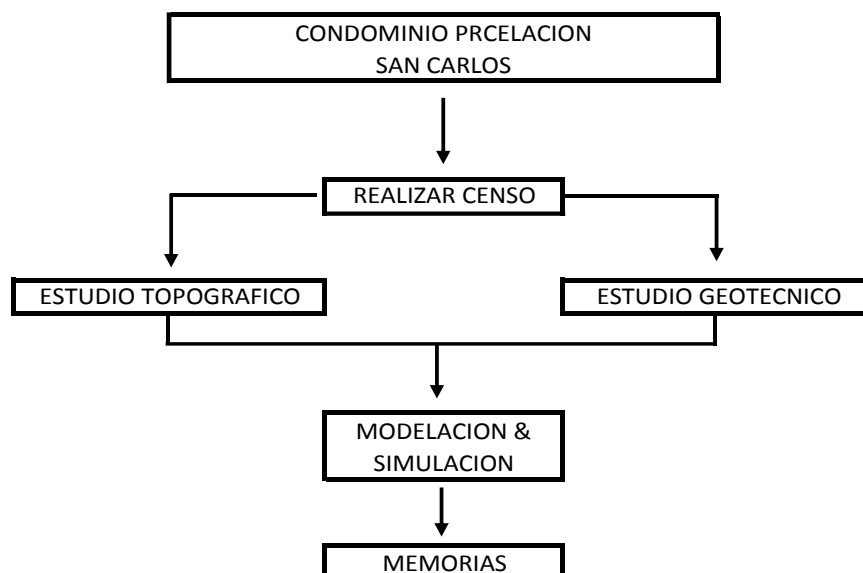 CONDOMINIO PRCELACION
SAN CARLOS
REALIZAR CENSO
ESTUDIO TOPOGRAFICO
ESTUDIO GEOTECNICO
MODELACION &
SIMULACION
MEMORIAS